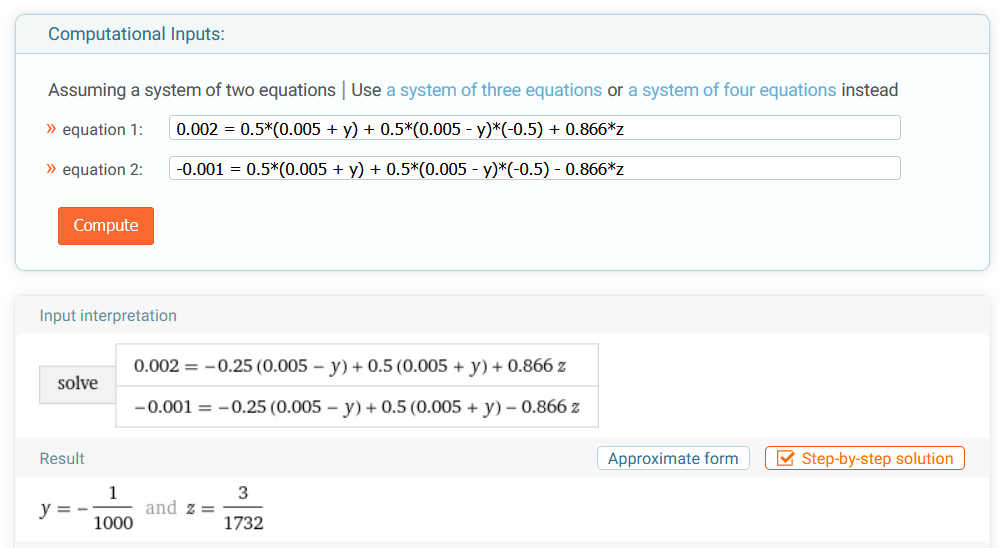 Computational Inputs:
Assuming a system of two equations | Use a system of three equations or a system of four equations instead
» equation 1: 0.002 = 0.5*(0.005 + y) + 0.5*(0.005 - y)*(-0.5) + 0.866*z
» equation 2: -0.001 = 0.5*(0.005 + y) + 0.5*(0.005 - y)*(-0.5) - 0.866*z
Compute
Input interpretation
solve
0.002 = −0.25 (0.005 − y) + 0.5 (0.005 + y) + 0.866 z
−0.001 = −0.25 (0.005 − y) + 0.5 (0.005 + y) − 0.866 z
Result Approximate form Step-by-step solution
y = − 1/1000 and z = 3/1732